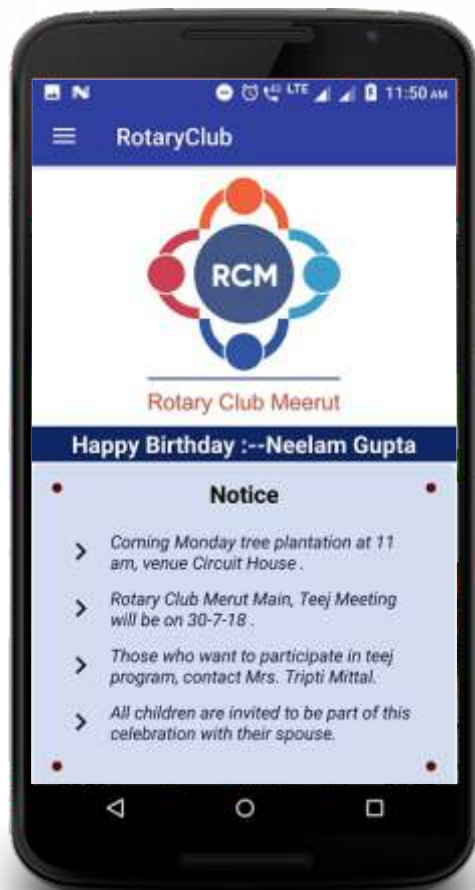 LTE 11:50 AM
RotaryClub
RCM
Rotary Club Meerut
Happy Birthday :--Neelam Gupta
Notice
Coming Monday tree plantation at 11
am, venue Circuit House .
Rotary Club Merut Main, Teej Meeting
will be on 30-7-18 .
Those who want to participate in teej
program, contact Mrs. Tripti Mittal.
All children are invited to be part of this
celebration with their spouse.